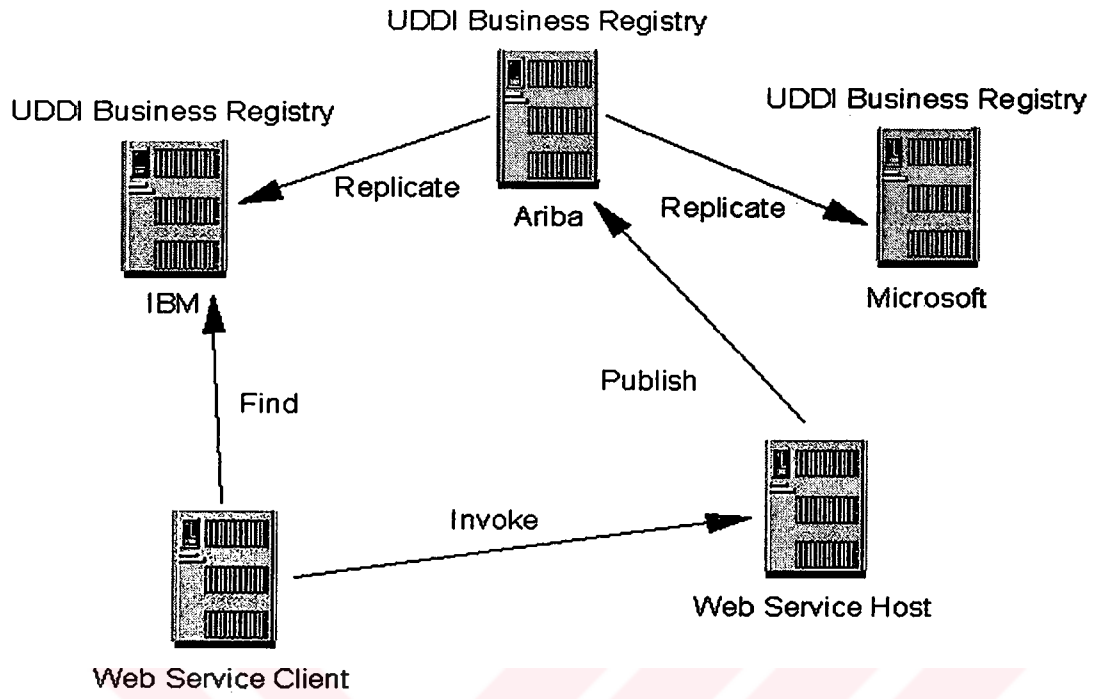 UDDI Business Registry
UDDI Business Registry
UDDI Business Registry
Replicate
Ariba
Replicate
IBM
Microsoft
Find
Publish
Invoke
Web Service Host
Web Service Client